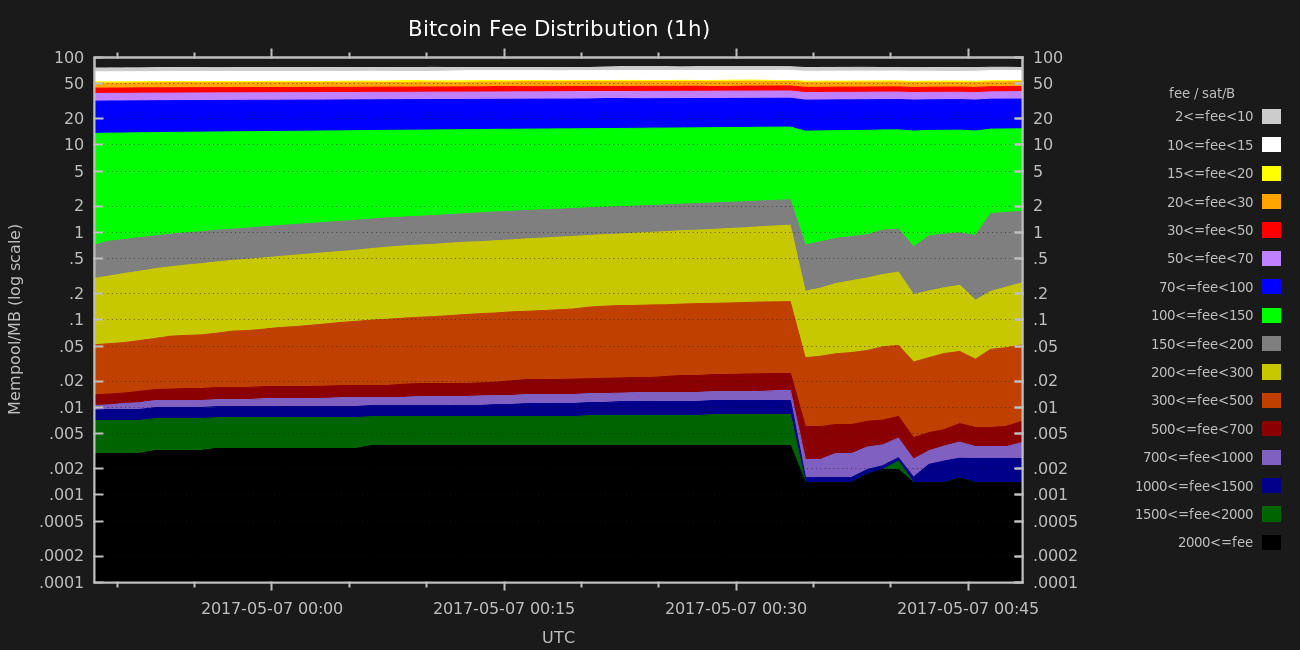 Bitcoin Fee Distribution (1h)
Mempool/MB (log scale)
100
50
20
10
5
2
1
.5
.2
.1
.05
.02
.01
.005
.002
.001
.0005
.0002
.0001
100
50
20
10
5
2
1
.5
.2
.1
.05
.02
.01
.005
.002
.001
.0005
.0002
.0001
2017-05-07 00:00
2017-05-07 00:15
2017-05-07 00:30
2017-05-07 00:45
UTC
fee / sat/B
2<=fee<10
10<=fee<15
15<=fee<20
20<=fee<30
30<=fee<50
50<=fee<70
70<=fee<100
100<=fee<150
150<=fee<200
200<=fee<300
300<=fee<500
500<=fee<700
700<=fee<1000
1000<=fee<1500
1500<=fee<2000
2000<=fee